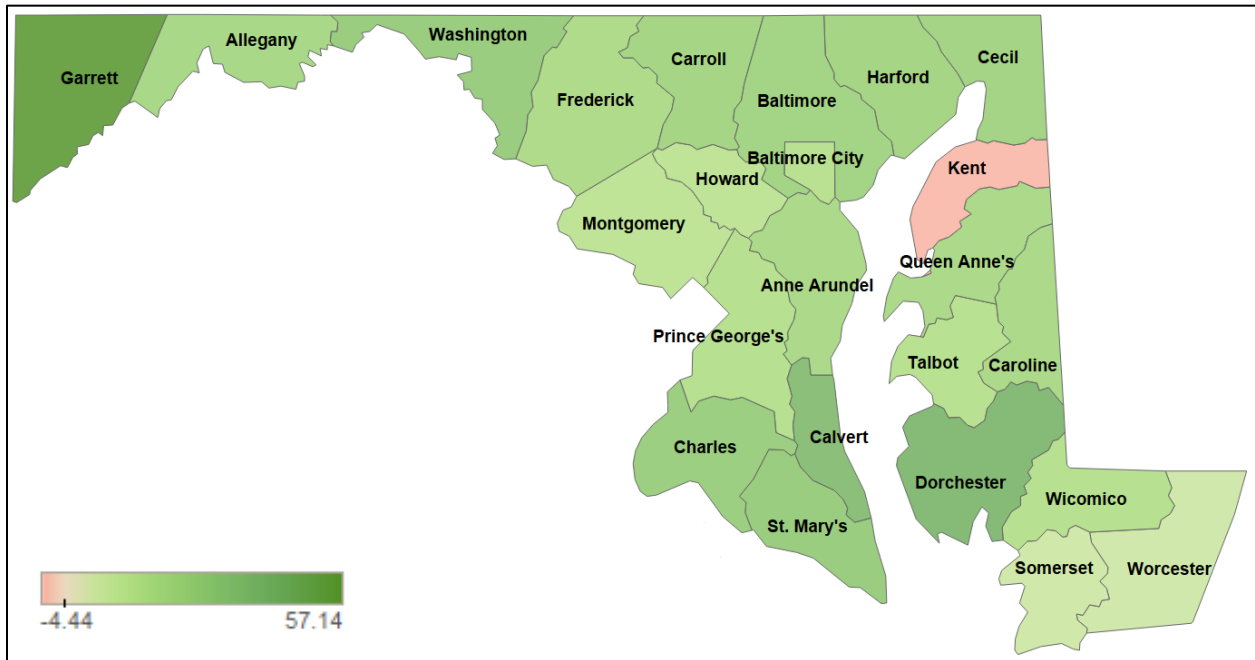 Garrett
Allegany
Washington
Frederick
Carroll
Baltimore
Harford
Cecil
Baltimore City
Howard
Montgomery
Kent
Queen Anne's
Anne Arundel
Prince George's
Talbot
Caroline
Charles
Calvert
St. Mary's
Dorchester
Wicomico
Somerset
Worcester
-4.44
57.14